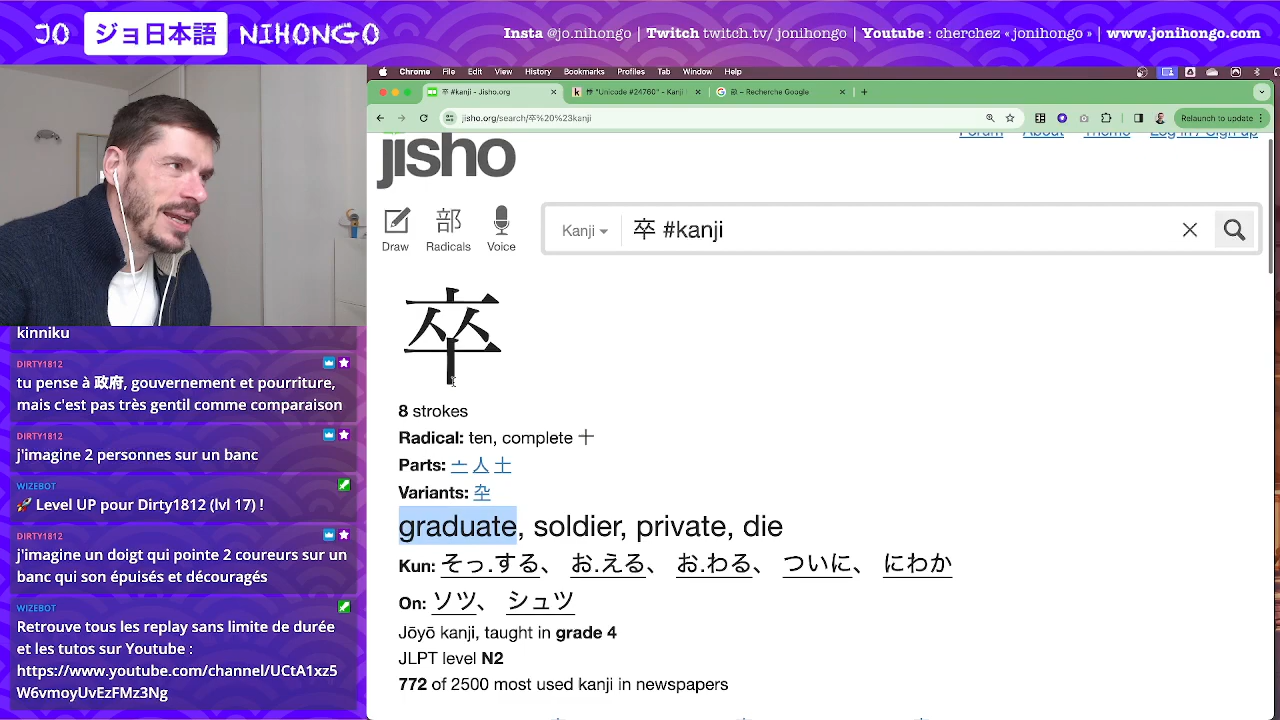 JO ジョ日本語 NIHONGO
Insta @jo.nihongo | Twitch twitch.tv/ jonihongo | Youtube : cherchez « jonihongo » | www.jonihongo.com
Chrome File Edit View History Bookmarks Profiles Tab Window Help
卒 #kanji - Jisho.org
卒 – Recherche Google
jisho.org/search/卒%20%23kanji
Relaunch to update
Forum About Theme Log in / Sign up
jisho
Draw Radicals Voice
Kanji 卒 #kanji
卒
8 strokes
Radical: ten, complete 十
Parts: 亠 人 十
Variants: 卆
graduate, soldier, private, die
Kun: そっ.する、 お.える、 お.わる、 ついに、 にわか
On: ソツ、 シュツ
Jōyō kanji, taught in grade 4
JLPT level N2
772 of 2500 most used kanji in newspapers
kinniku
DIRTY1812
tu pense à 政府, gouvernement et pourriture,
mais c'est pas très gentil comme comparaison
DIRTY1812
j'imagine 2 personnes sur un banc
WIZEBOT
🚀 Level UP pour Dirty1812 (lvl 17) !
DIRTY1812
j'imagine un doigt qui pointe 2 coureurs sur un
banc qui son épuisés et découragés
WIZEBOT
Retrouve tous les replay sans limite de durée
et les tutos sur Youtube :
https://www.youtube.com/channel/UCtA1xz5
W6vmoyUvEzFMz3Ng